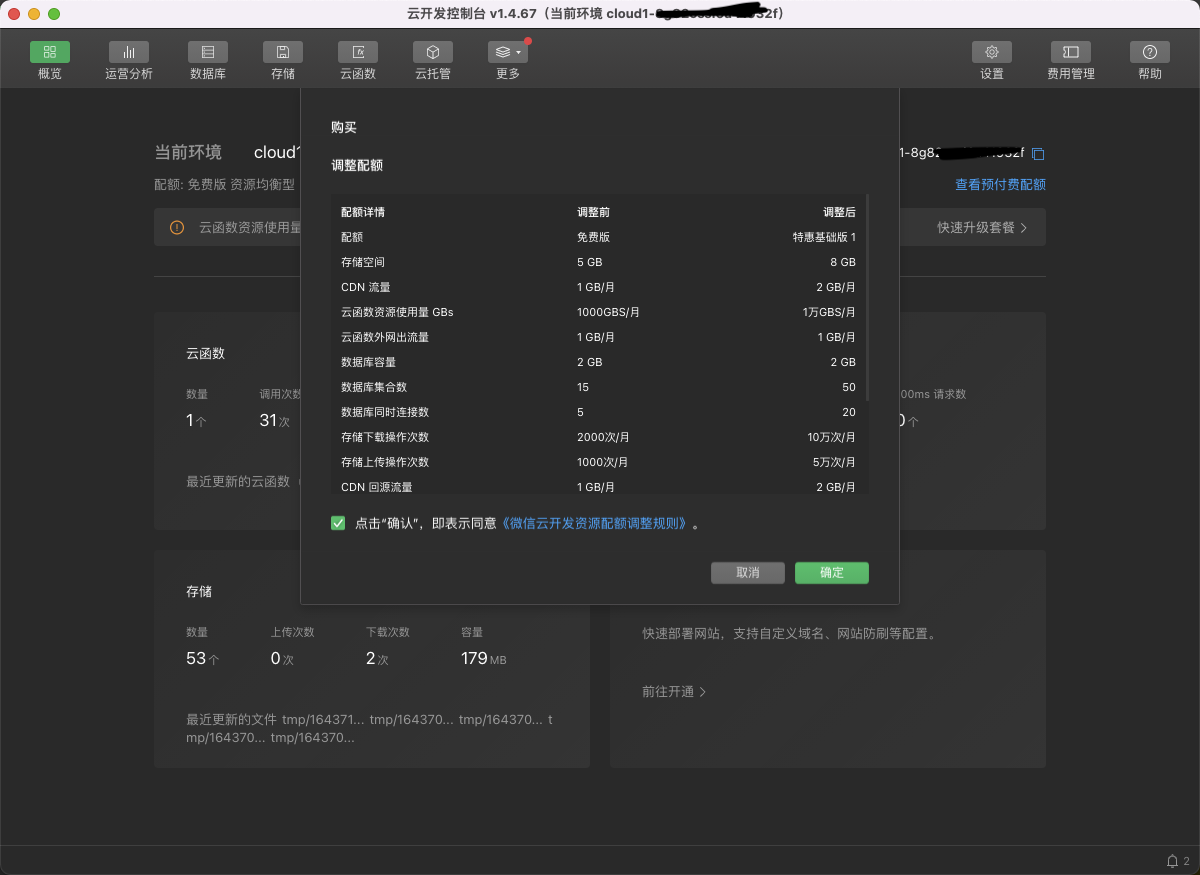 云开发控制台 v1.4.67（当前环境 cloud1-
概览 运营分析 数据库 存储 云函数 云托管 更多 设置 费用管理 帮助
购买
调整配额
当前环境 cloud1
1-8g82
配额: 免费版 资源均衡型
查看预付费配额
云函数资源使用量
快速升级套餐
配额详情 调整前 调整后
配额 免费版 特惠基础版 1
存储空间 5 GB 8 GB
CDN 流量 1 GB/月 2 GB/月
云函数资源使用量 GBs 1000GBS/月 1万GBS/月
云函数外网出流量 1 GB/月 1 GB/月
数据库容量 2 GB 2 GB
数据库集合数 15 50
数据库同时连接数 5 20
存储下载操作次数 2000次/月 10万次/月
存储上传操作次数 1000次/月 5万次/月
CDN 回源流量 1 GB/月 2 GB/月
点击“确认”，即表示同意《微信云开发资源配额调整规则》。
取消 确定
云函数
数量 调用次数
1个 31次
最近更新的云函数
00ms 请求数
0个
存储
数量 上传次数 下载次数 容量
53个 0次 2次 179MB
最近更新的文件 tmp/164371... tmp/164370... tmp/164370... t
mp/164370... tmp/164370...
快速部署网站，支持自定义域名、网站防刷等配置。
前往开通
2